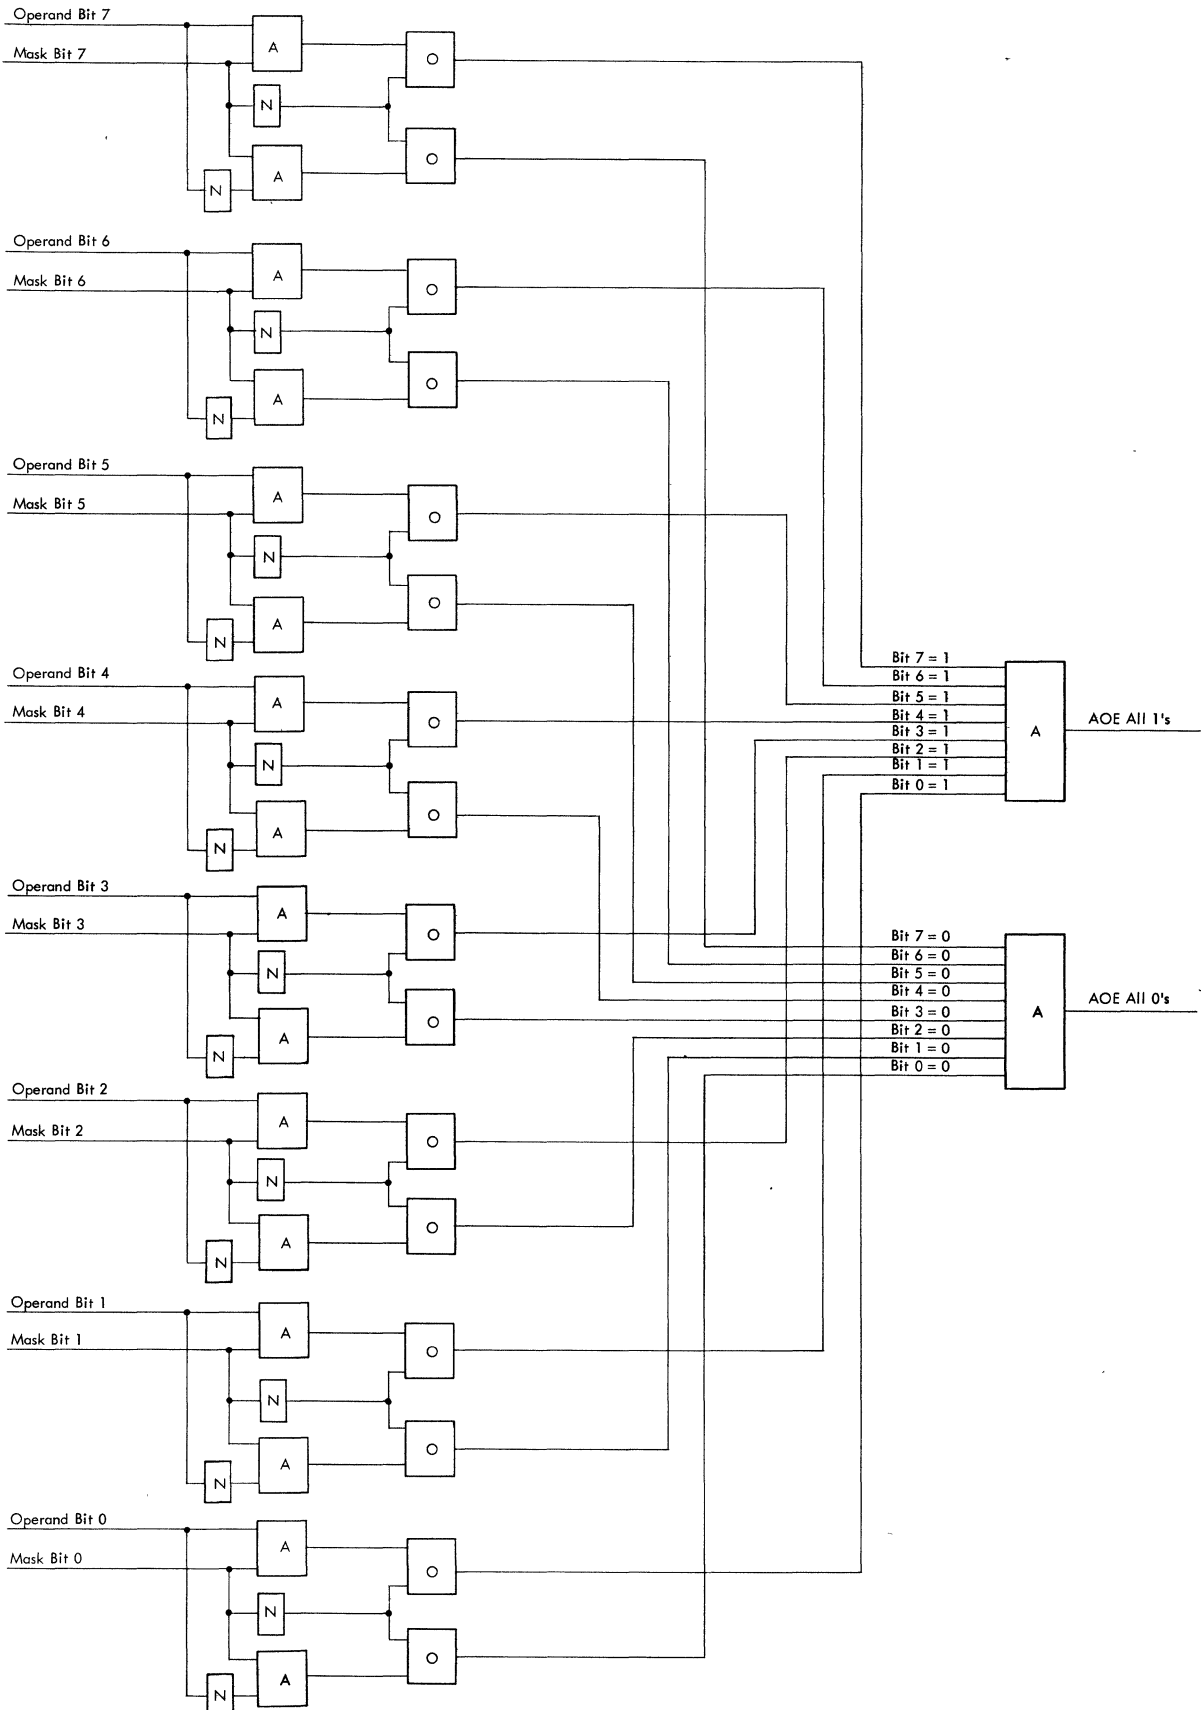 Operand Bit 7
A
O
Mask Bit 7
N
O
A
N
Operand Bit 6
A
O
Mask Bit 6
N
O
A
N
Operand Bit 5
A
O
Mask Bit 5
N
O
A
N
Operand Bit 4
A
O
Mask Bit 4
N
O
A
N
Operand Bit 3
A
O
Mask Bit 3
N
O
A
N
Operand Bit 2
A
O
Mask Bit 2
N
O
A
N
Operand Bit 1
A
O
Mask Bit 1
N
O
A
N
Operand Bit 0
A
O
Mask Bit 0
N
O
A
N
Bit 7 = 1
Bit 6 = 1
Bit 5 = 1
Bit 4 = 1
Bit 3 = 1
Bit 2 = 1
Bit 1 = 1
Bit 0 = 1
A
AOE All 1's
Bit 7 = 0
Bit 6 = 0
Bit 5 = 0
Bit 4 = 0
Bit 3 = 0
Bit 2 = 0
Bit 1 = 0
Bit 0 = 0
A
AOE All 0's